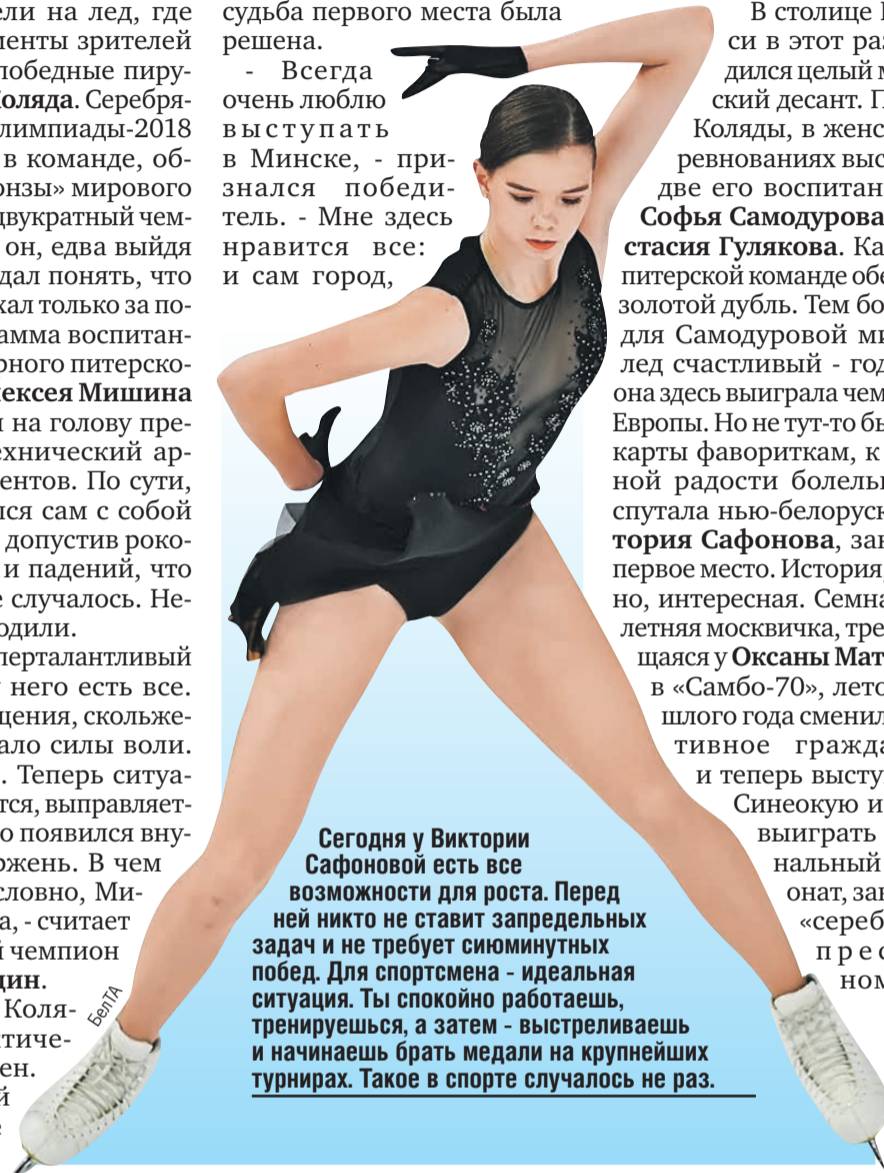 ели на лед, где
менты зрителей
победные пиру-
Коляда. Серебря-
лимпиады-2018
в команде, об-
онзы» мирового
двукратный чем-
он, едва выйдя
дал понять, что
хал только за по-
амма воспитан-
рного питерско-
лексея Мишина
и на голову пре-
ехнический ар-
ентов. По сути,
лся сам с собой
допустив роко-
и падений, что
е случалось. Не-
одили.
перталантливый
него есть все.
щения, скольже-
ало силы воли.
. Теперь ситуа-
тся, выправляет-
о появился вну-
ржень. В чем
словно, Ми-
а, - считает
й чемпион
дин.
Коля-
ктиче-
ен.
й
е
судьба первого места была
решена.
- Всегда
очень люблю
выступать
в Минске, - при-
знался победи-
тель. - Мне здесь
нравится все:
и сам город,
В столице
си в этот раз
дился целый м
ский десант. П
Коляды, в женс
ревнованиях выс
две его воспитан
Софья Самодурова
стасия Гулякова. Ка
питерской команде обе
золотой дубль. Тем бо
для Самодуровой ми
лед счастливый - год
она здесь выиграла чем
Европы. Но не тут-то бы
карты фавориткам, к
ной радости болель
спутала нью-белоруск
тория Сафонова, зан
первое место. История
но, интересная. Семна
летняя москвичка, тре
щаяся у Оксаны Мат
в «Самбо-70», лето
шлого года сменил
тивное гражда
и теперь высту
Синеокую и
выиграть
нальный
онат, зан
«сереб
прес
ном
Сегодня у Виктории
Сафоновой есть все
возможности для роста. Перед
ней никто не ставит запредельных
задач и не требует сиюминутных
побед. Для спортсмена - идеальная
ситуация. Ты спокойно работаешь,
тренируешься, а затем - выстреливаешь
и начинаешь брать медали на крупнейших
турнирах. Такое в спорте случалось не раз.
БелТА